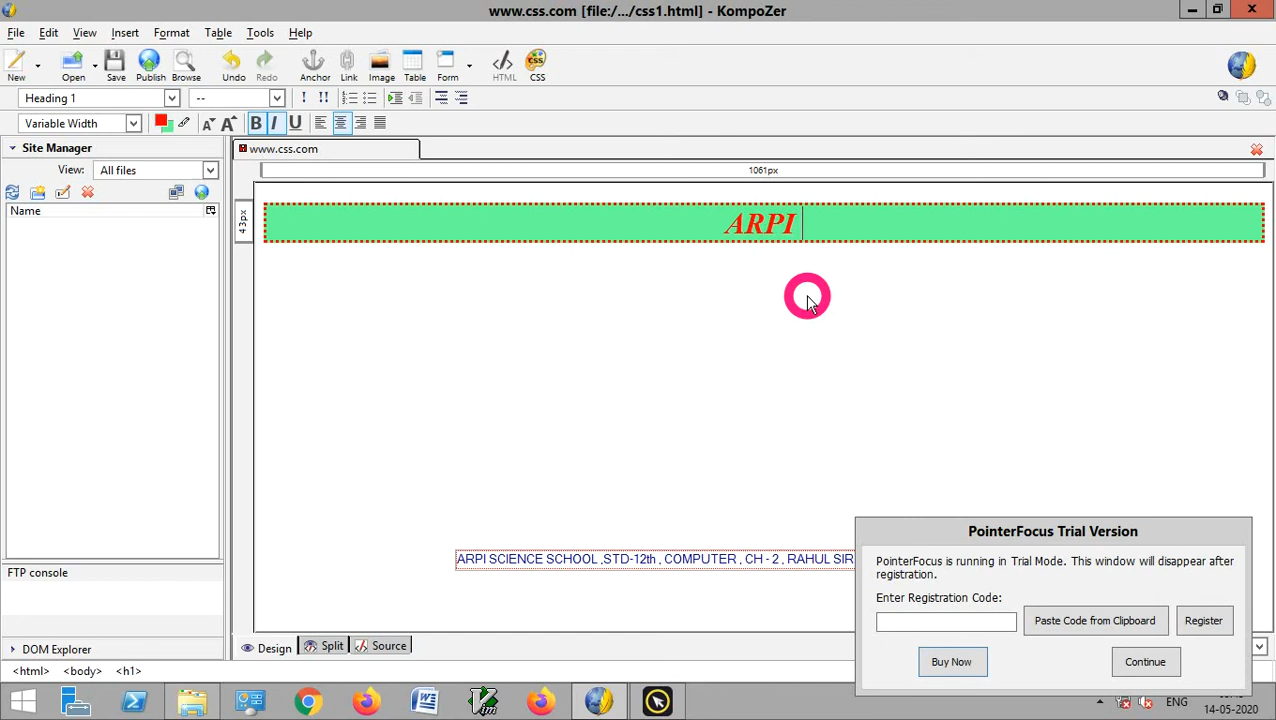 www.css.com [file:/.../css1.html] - KompoZer
File Edit View Insert Format Table Tools Help
New Open Save Publish Browse Undo Redo Anchor Link Image Table Form HTML CSS
Heading 1 --
Variable Width A A B I U
Site Manager
www.css.com
View: All files
1061px
Name
43px
ARPI
ARPI SCIENCE SCHOOL ,STD-12th , COMPUTER , CH - 2 , RAHUL SIR
PointerFocus Trial Version
PointerFocus is running in Trial Mode. This window will disappear after
registration.
Enter Registration Code:
Paste Code from Clipboard Register
Buy Now Continue
FTP console
DOM Explorer
Design Split Source
<html> <body> <h1>
ENG
14-05-2020